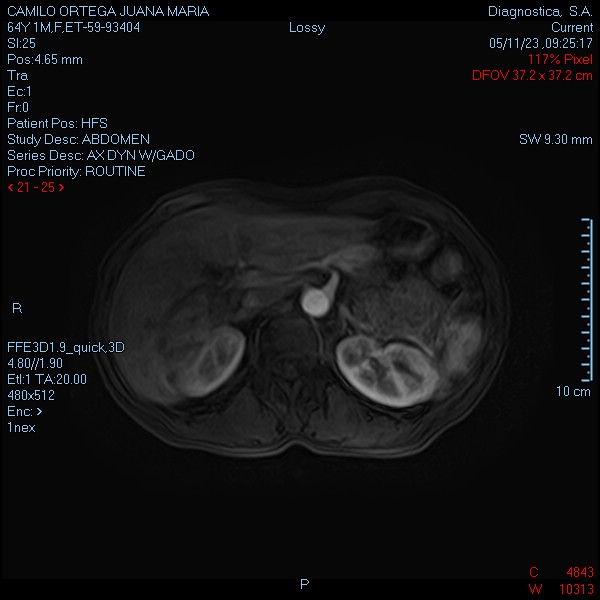 CAMILO ORTEGA JUANA MARIA
64Y 1M,F,ET-59-93404
Sl:25
Pos:4.65 mm
Tra
Ec:1
Fr:0
Patient Pos: HFS
Study Desc: ABDOMEN
Series Desc: AX DYN W/GADO
Proc Priority: ROUTINE
< 21 - 25 >
Lossy
Diagnostica, S.A.
Current
05/11/23 ,09:25:17
117% Pixel
DFOV 37.2 x 37.2 cm
SW 9.30 mm
R
10 cm
FFE3D1.9_quick,3D
4.80//1.90
Etl:1 TA:20.00
480x512
Enc: >
1nex
P
C 4843
W 10313